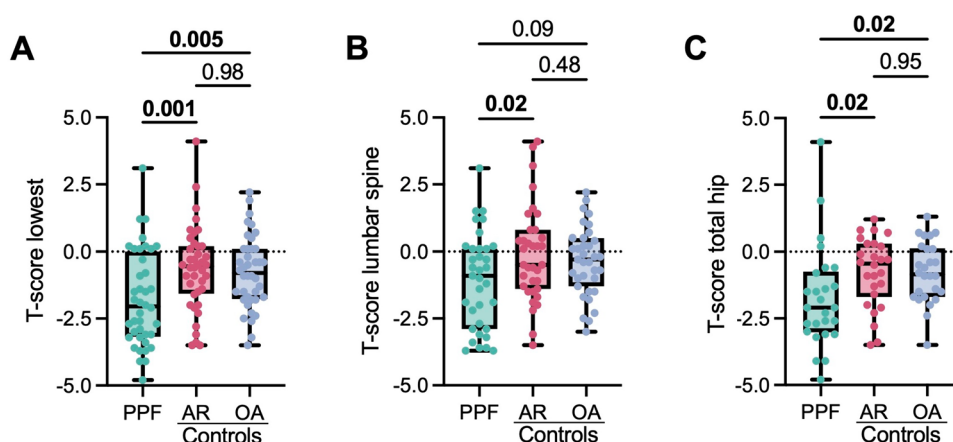 A
0.005
0.98
0.001
T-score lowest
5.0
2.5
0.0
-2.5
-5.0
PPF AR OA
Controls
B
0.09
0.48
0.02
T-score lumbar spine
5.0
2.5
0.0
-2.5
-5.0
PPF AR OA
Controls
C
0.02
0.95
0.02
T-score total hip
5.0
2.5
0.0
-2.5
-5.0
PPF AR OA
Controls